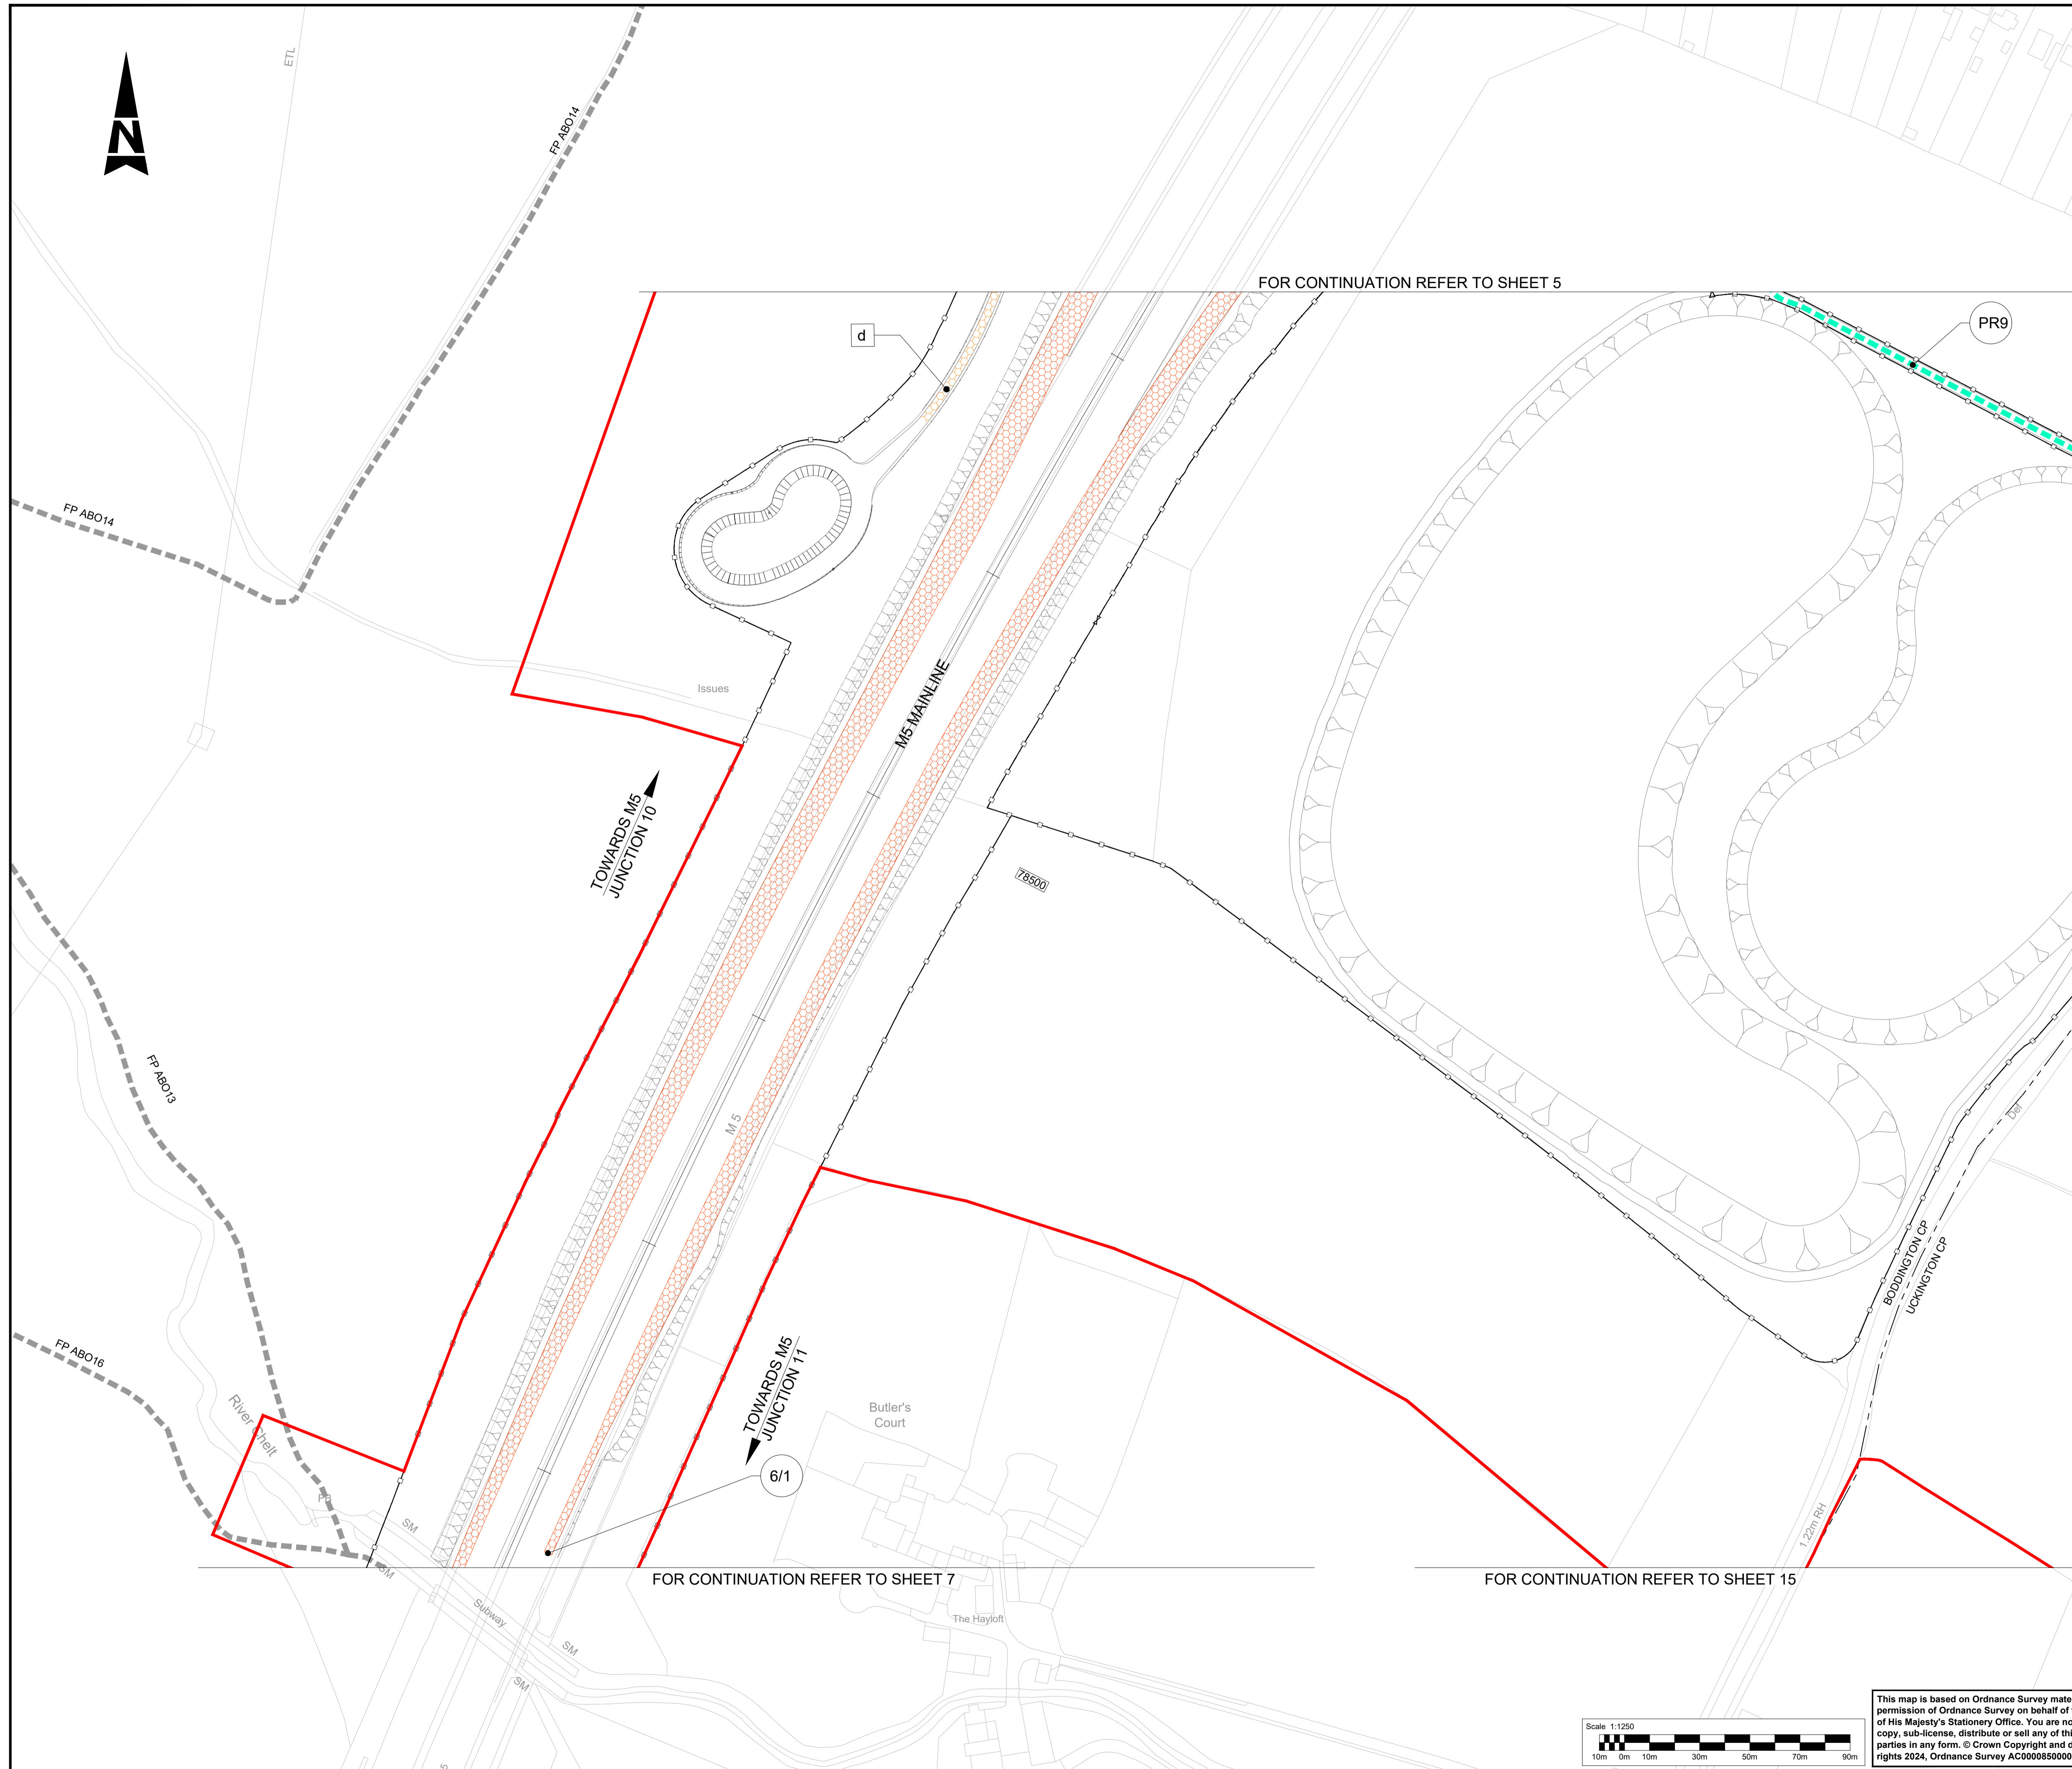 N
ETL
FP ABO14
FOR CONTINUATION REFER TO SHEET 5
d
PR9
FP ABO14
Issues
M5 MAINLINE
TOWARDS M5
JUNCTION 10
78500
FP ABO13
M 5
Def
BODDINGTON CP
UCKINGTON CP
TOWARDS M5
JUNCTION 11
FP ABO16
River Chelt
Butler's
Court
6/1
FB
SM
SM
1.22m RH
FOR CONTINUATION REFER TO SHEET 7
FOR CONTINUATION REFER TO SHEET 15
Subway
The Hayloft
SM
SM
Scale 1:1250
10m 0m 10m 30m 50m 70m 90m
This map is based on Ordnance Survey mate
permission of Ordnance Survey on behalf of
of His Majesty's Stationery Office. You are no
copy, sub-license, distribute or sell any of thi
parties in any form. © Crown Copyright and d
rights 2024, Ordnance Survey AC0000850000